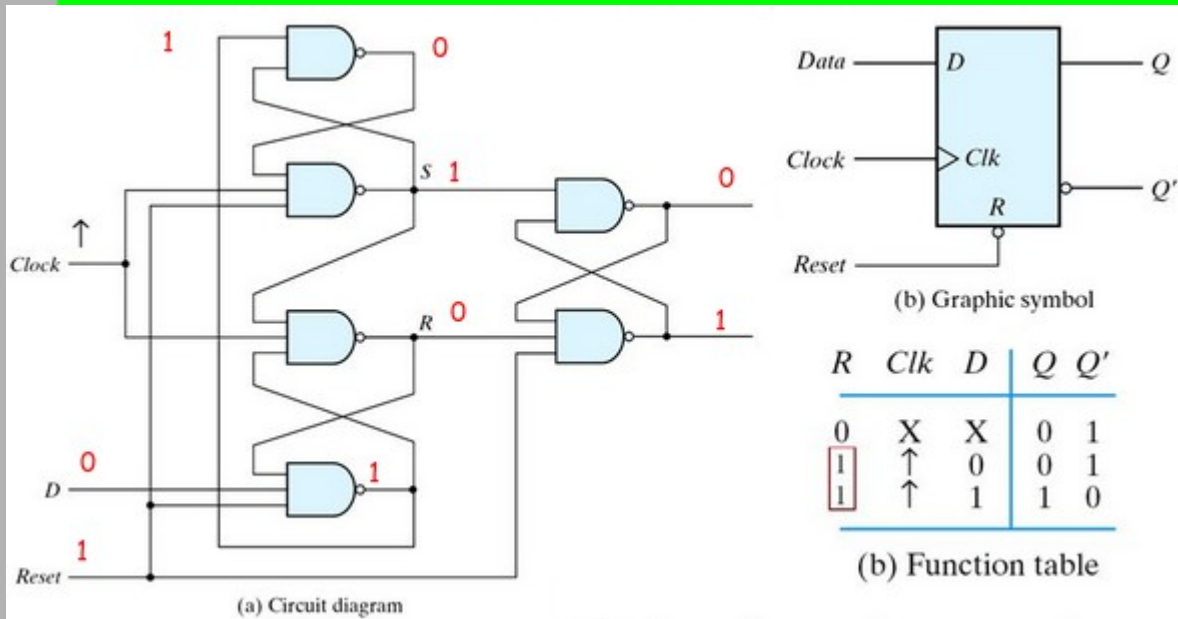 1
0
S
1
0
↑
Clock
R
0
1
0
D
1
1
Reset
(a) Circuit diagram
Data
D
Q
Clock
Clk
Q'
R
Reset
(b) Graphic symbol
R Clk D Q Q'
0 X X 0 1
1 ↑ 0 0 1
1 ↑ 1 1 0
(b) Function table